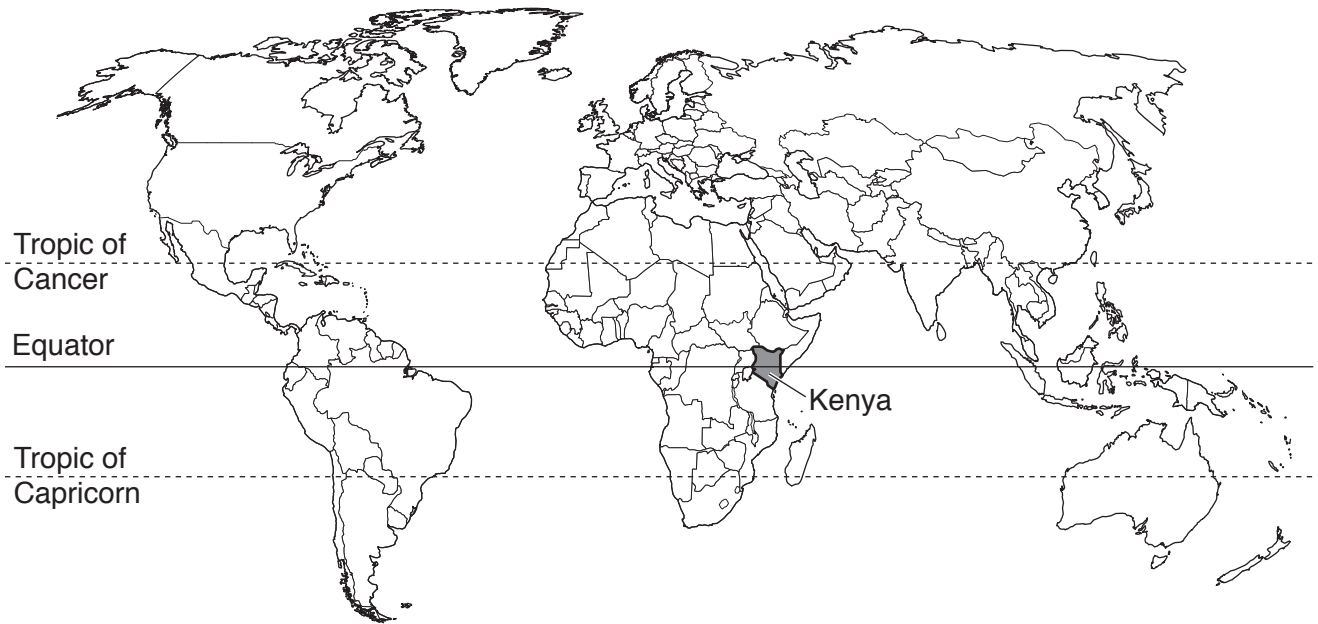 Tropic of
Cancer
Equator
Kenya
Tropic of
Capricorn